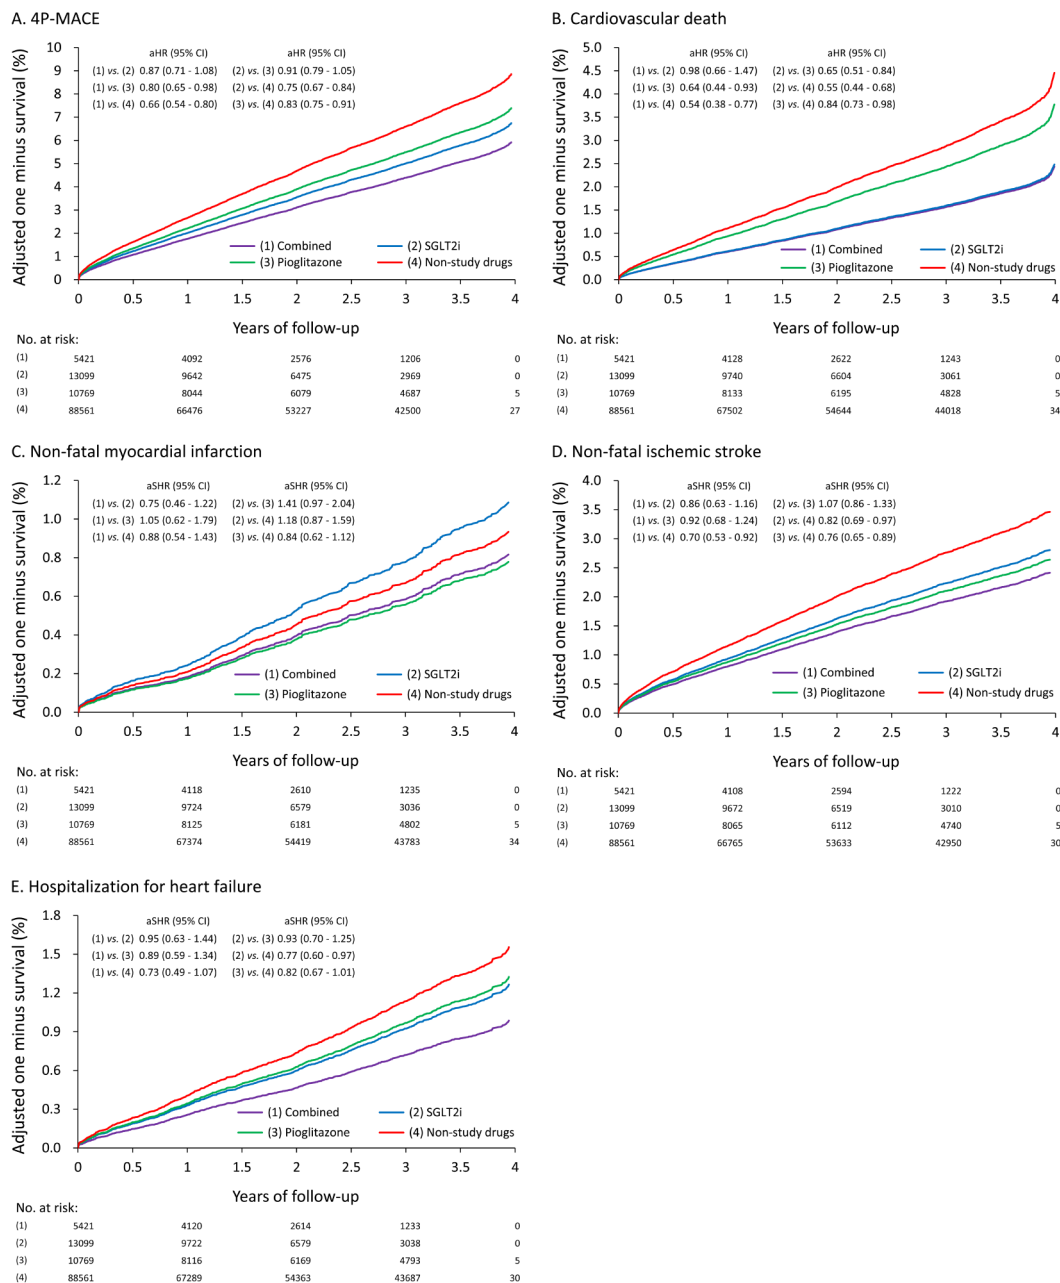 A. 4P-MACE
Adjusted one minus survival (%)
10
9
8
7
6
5
4
3
2
1
0
aHR (95% CI) aHR (95% CI)
(1) vs. (2) 0.87 (0.71 - 1.08) (2) vs. (3) 0.91 (0.79 - 1.05)
(1) vs. (3) 0.80 (0.65 - 0.98) (2) vs. (4) 0.75 (0.67 - 0.84)
(1) vs. (4) 0.66 (0.54 - 0.80) (3) vs. (4) 0.83 (0.75 - 0.91)
(1) Combined (2) SGLT2i
(3) Pioglitazone (4) Non-study drugs
0 0.5 1 1.5 2 2.5 3 3.5 4
Years of follow-up
No. at risk:
(1) 5421 4092 2576 1206 0
(2) 13099 9642 6475 2969 0
(3) 10769 8044 6079 4687 5
(4) 88561 66476 53227 42500 27
B. Cardiovascular death
Adjusted one minus survival (%)
5.0
4.5
4.0
3.5
3.0
2.5
2.0
1.5
1.0
0.5
0.0
aHR (95% CI) aHR (95% CI)
(1) vs. (2) 0.98 (0.66 - 1.47) (2) vs. (3) 0.65 (0.51 - 0.84)
(1) vs. (3) 0.64 (0.44 - 0.93) (2) vs. (4) 0.55 (0.44 - 0.68)
(1) vs. (4) 0.54 (0.38 - 0.77) (3) vs. (4) 0.84 (0.73 - 0.98)
(1) Combined (2) SGLT2i
(3) Pioglitazone (4) Non-study drugs
0 0.5 1 1.5 2 2.5 3 3.5 4
Years of follow-up
No. at risk:
(1) 5421 4128 2622 1243 0
(2) 13099 9740 6604 3061 0
(3) 10769 8133 6195 4828 5
(4) 88561 67502 54644 44018 34
C. Non-fatal myocardial infarction
Adjusted one minus survival (%)
1.2
1.0
0.8
0.6
0.4
0.2
0.0
aSHR (95% CI) aSHR (95% CI)
(1) vs. (2) 0.75 (0.46 - 1.22) (2) vs. (3) 1.41 (0.97 - 2.04)
(1) vs. (3) 1.05 (0.62 - 1.79) (2) vs. (4) 1.18 (0.87 - 1.59)
(1) vs. (4) 0.88 (0.54 - 1.43) (3) vs. (4) 0.84 (0.62 - 1.12)
(1) Combined (2) SGLT2i
(3) Pioglitazone (4) Non-study drugs
0 0.5 1 1.5 2 2.5 3 3.5 4
Years of follow-up
No. at risk:
(1) 5421 4118 2610 1235 0
(2) 13099 9724 6579 3036 0
(3) 10769 8125 6181 4802 5
(4) 88561 67374 54419 43783 34
D. Non-fatal ischemic stroke
Adjusted one minus survival (%)
4.0
3.5
3.0
2.5
2.0
1.5
1.0
0.5
0.0
aSHR (95% CI) aSHR (95% CI)
(1) vs. (2) 0.86 (0.63 - 1.16) (2) vs. (3) 1.07 (0.86 - 1.33)
(1) vs. (3) 0.92 (0.68 - 1.24) (2) vs. (4) 0.82 (0.69 - 0.97)
(1) vs. (4) 0.70 (0.53 - 0.92) (3) vs. (4) 0.76 (0.65 - 0.89)
(1) Combined (2) SGLT2i
(3) Pioglitazone (4) Non-study drugs
0 0.5 1 1.5 2 2.5 3 3.5 4
Years of follow-up
No. at risk:
(1) 5421 4108 2594 1222 0
(2) 13099 9672 6519 3010 0
(3) 10769 8065 6112 4740 5
(4) 88561 66765 53633 42950 30
E. Hospitalization for heart failure
Adjusted one minus survival (%)
1.8
1.5
1.2
0.9
0.6
0.3
0.0
aSHR (95% CI) aSHR (95% CI)
(1) vs. (2) 0.95 (0.63 - 1.44) (2) vs. (3) 0.93 (0.70 - 1.25)
(1) vs. (3) 0.89 (0.59 - 1.34) (2) vs. (4) 0.77 (0.60 - 0.97)
(1) vs. (4) 0.73 (0.49 - 1.07) (3) vs. (4) 0.82 (0.67 - 1.01)
(1) Combined (2) SGLT2i
(3) Pioglitazone (4) Non-study drugs
0 0.5 1 1.5 2 2.5 3 3.5 4
Years of follow-up
No. at risk:
(1) 5421 4120 2614 1233 0
(2) 13099 9722 6579 3038 0
(3) 10769 8116 6169 4793 5
(4) 88561 67289 54363 43687 30